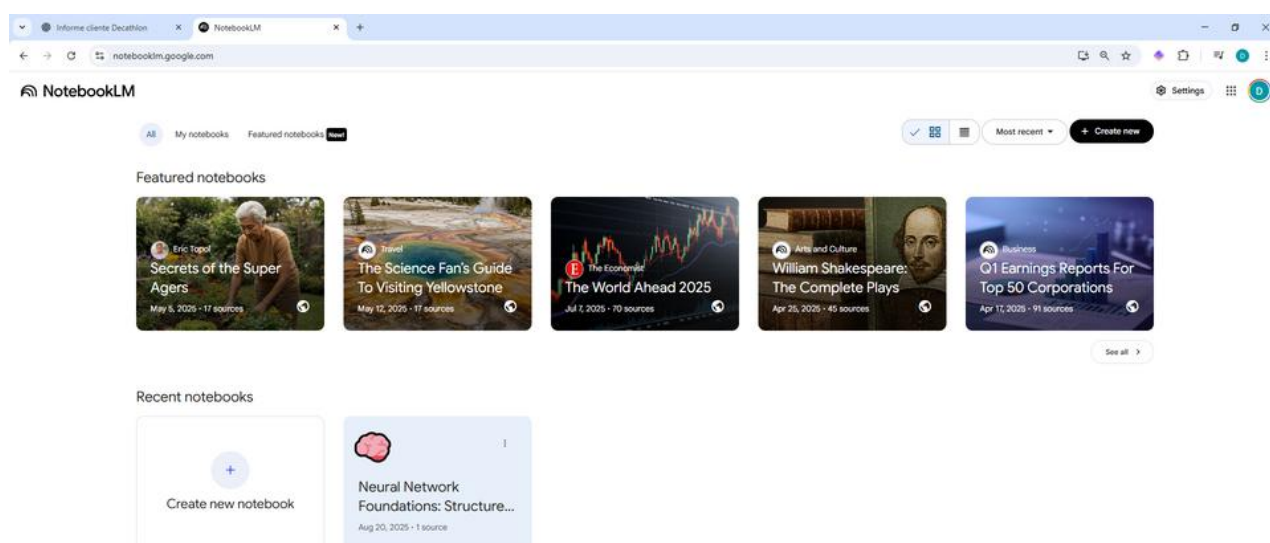 Informe cliente Decathlon
NotebookLM
notebooklm.google.com
D
NotebookLM
Settings
D
All
My notebooks
Featured notebooks
New!
Most recent
+ Create new
Featured notebooks
Eric Topol
Secrets of the Super
Agers
May 5, 2025 · 17 sources
Travel
The Science Fan's Guide
To Visiting Yellowstone
May 12, 2025 · 17 sources
E
The Economist
The World Ahead 2025
Jul 7, 2025 · 70 sources
Arts and Culture
William Shakespeare:
The Complete Plays
Apr 25, 2025 · 45 sources
Business
Q1 Earnings Reports For
Top 50 Corporations
Apr 17, 2025 · 91 sources
See all
Recent notebooks
+
Create new notebook
Neural Network
Foundations: Structure...
Aug 20, 2025 · 1 source